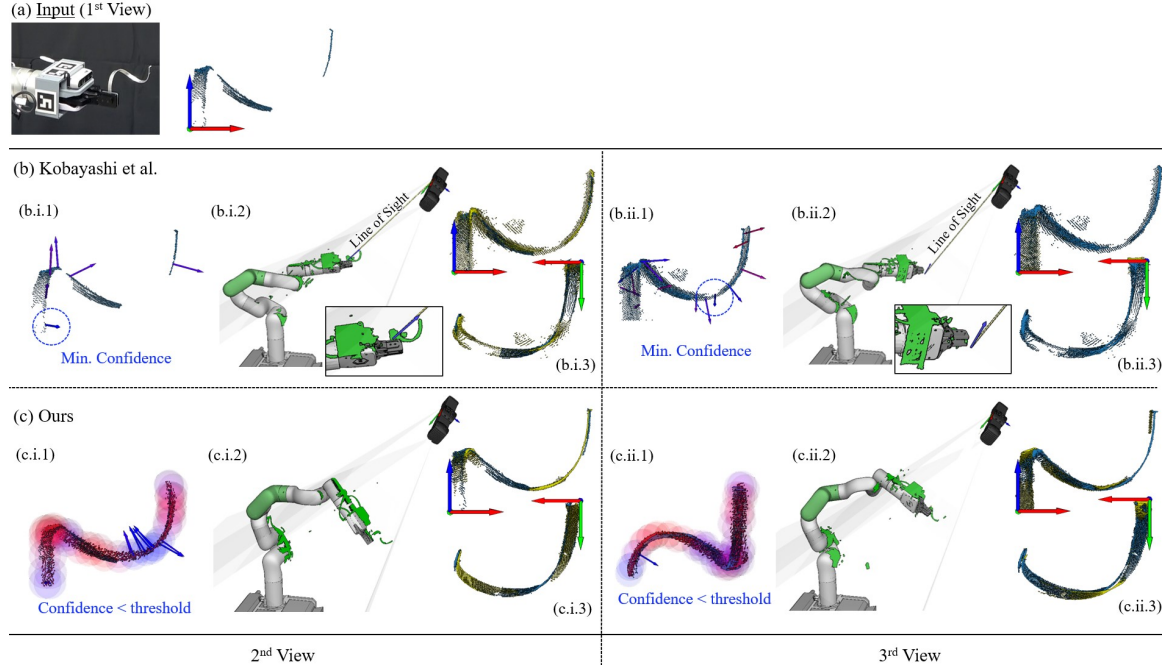 (a) Input (1st View)
(b) Kobayashi et al.
(b.i.1)
(b.i.2)
Line of Sight
Min. Confidence
(b.i.3)
(b.ii.1)
(b.ii.2)
Line of Sight
Min. Confidence
(b.ii.3)
(c) Ours
(c.i.1)
(c.i.2)
Confidence < threshold
(c.i.3)
(c.ii.1)
(c.ii.2)
Confidence < threshold
(c.ii.3)
2nd View
3rd View